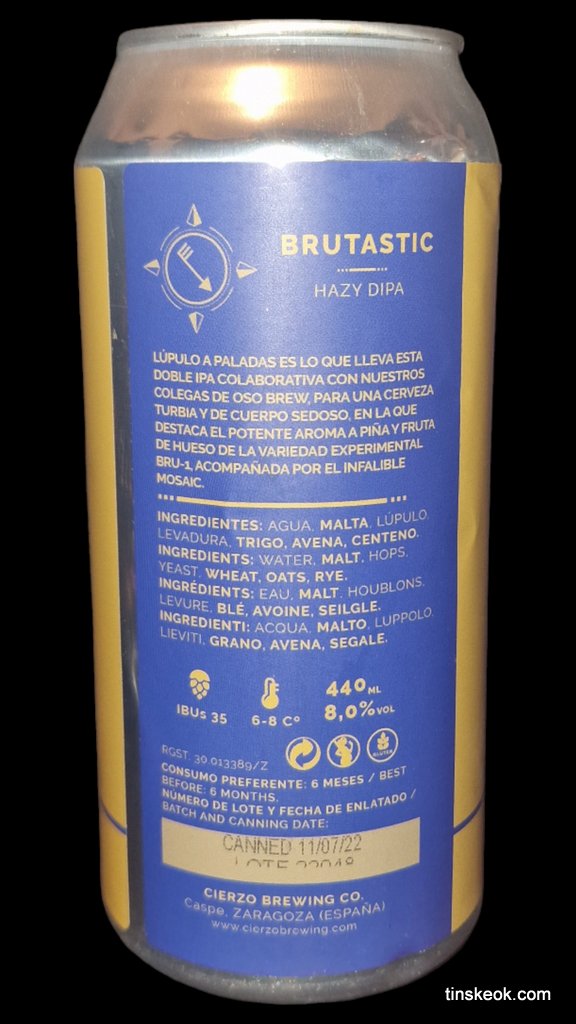 BRUTASTIC
HAZY DIPA
LÚPULO A PALADAS ES LO QUE LLEVA ESTA
DOBLE IPA COLABORATIVA CON NUESTROS
COLEGAS DE OSO BREW, PARA UNA CERVEZA
TURBIA Y DE CUERPO SEDOSO, EN LA QUE
DESTACA EL POTENTE AROMA A PIÑA Y FRUTA
DE HUESO DE LA VARIEDAD EXPERIMENTAL
BRU-1, ACOMPAÑADA POR EL INFALIBLE
MOSAIC.
INGREDIENTES: AGUA, MALTA, LÚPULO,
LEVADURA, TRIGO, AVENA, CENTENO.
INGREDIENTS: WATER, MALT, HOPS,
YEAST, WHEAT, OATS, RYE.
INGRÉDIENTS: EAU, MALT, HOUBLONS,
LEVURE, BLÉ, AVOINE, SEILGLE.
INGREDIENTI: ACQUA, MALTO, LUPPOLO,
LIEVITI, GRANO, AVENA, SEGALE.
IBUs 35
6-8 Cº
440 ML
8,0% VOL
GLUTEN
RGST. 30.013389/Z
CONSUMO PREFERENTE: 6 MESES / BEST
BEFORE: 6 MONTHS.
NÚMERO DE LOTE Y FECHA DE ENLATADO /
BATCH AND CANNING DATE:
CANNED 11/07/22
LOTE 22048
CIERZO BREWING CO.
Caspe, ZARAGOZA (ESPAÑA)
www.cierzobrewing.com
tinskeok.com